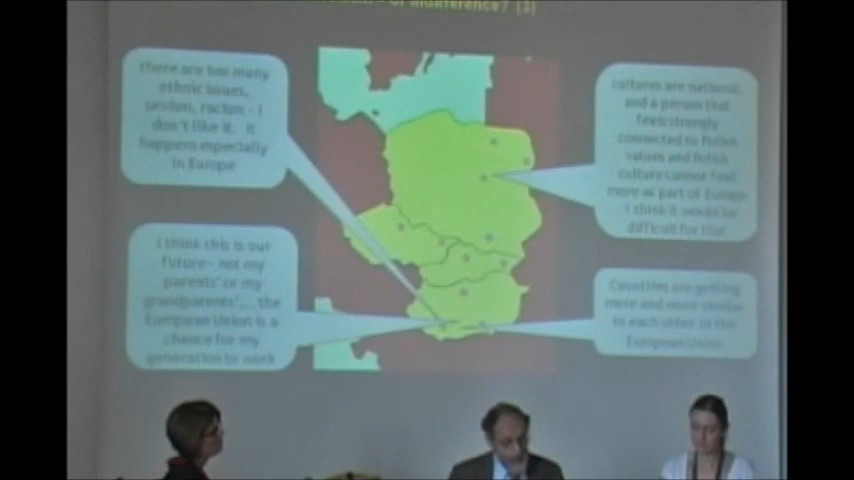 or indifference? (3)
there are too many
ethnic issues,
sexism, racism - I
don't like it. It
happens especially
in Europe
cultures are national,
and a person that
feels strongly
connected to Polish
values and Polish
culture cannot feel
more as part of Europe
- I think it would be
difficult for that
I think this is our
future - not my
parents' or my
grandparents'... the
European Union is a
chance for my
generation to work
Countries are getting
more and more similar
to each other in the
European Union